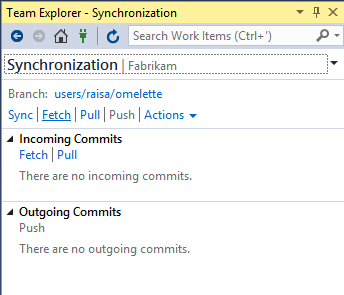 Team Explorer - Synchronization
Search Work Items (Ctrl+')
Synchronization | Fabrikam
Branch: users/raisa/omelette
Sync | Fetch | Pull | Push | Actions
Incoming Commits
Fetch | Pull
There are no incoming commits.
Outgoing Commits
Push
There are no outgoing commits.